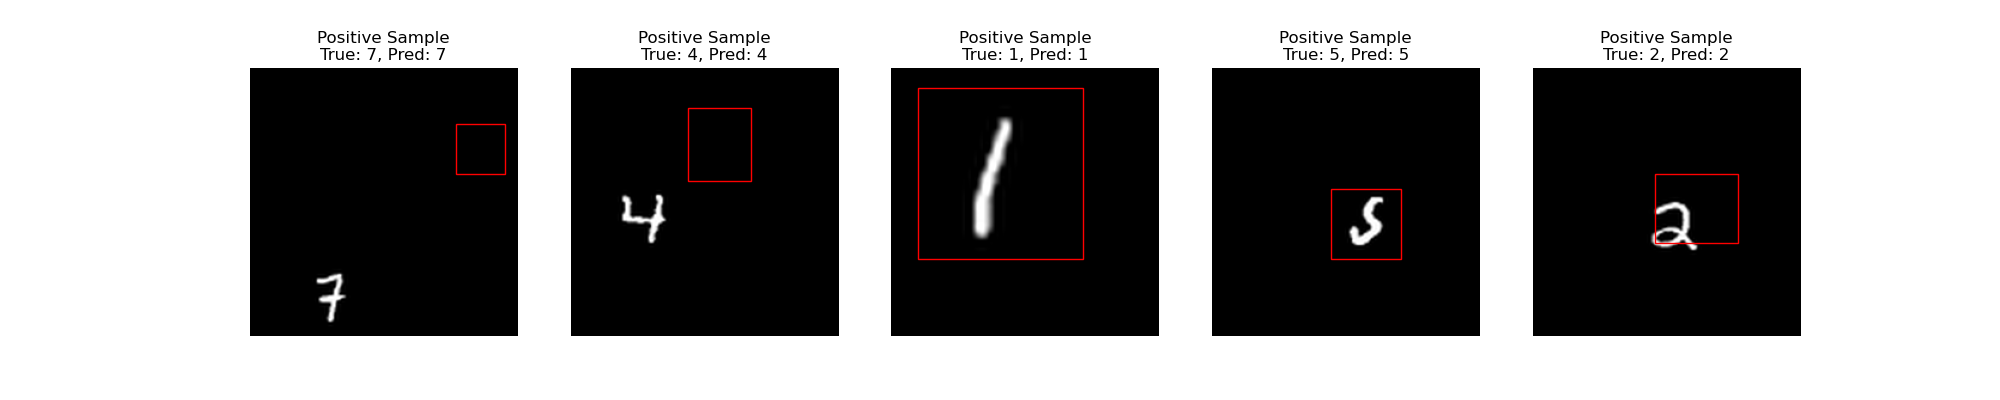 Positive Sample
True: 7, Pred: 7
Positive Sample
True: 4, Pred: 4
Positive Sample
True: 1, Pred: 1
Positive Sample
True: 5, Pred: 5
Positive Sample
True: 2, Pred: 2
7
4
1
5
2